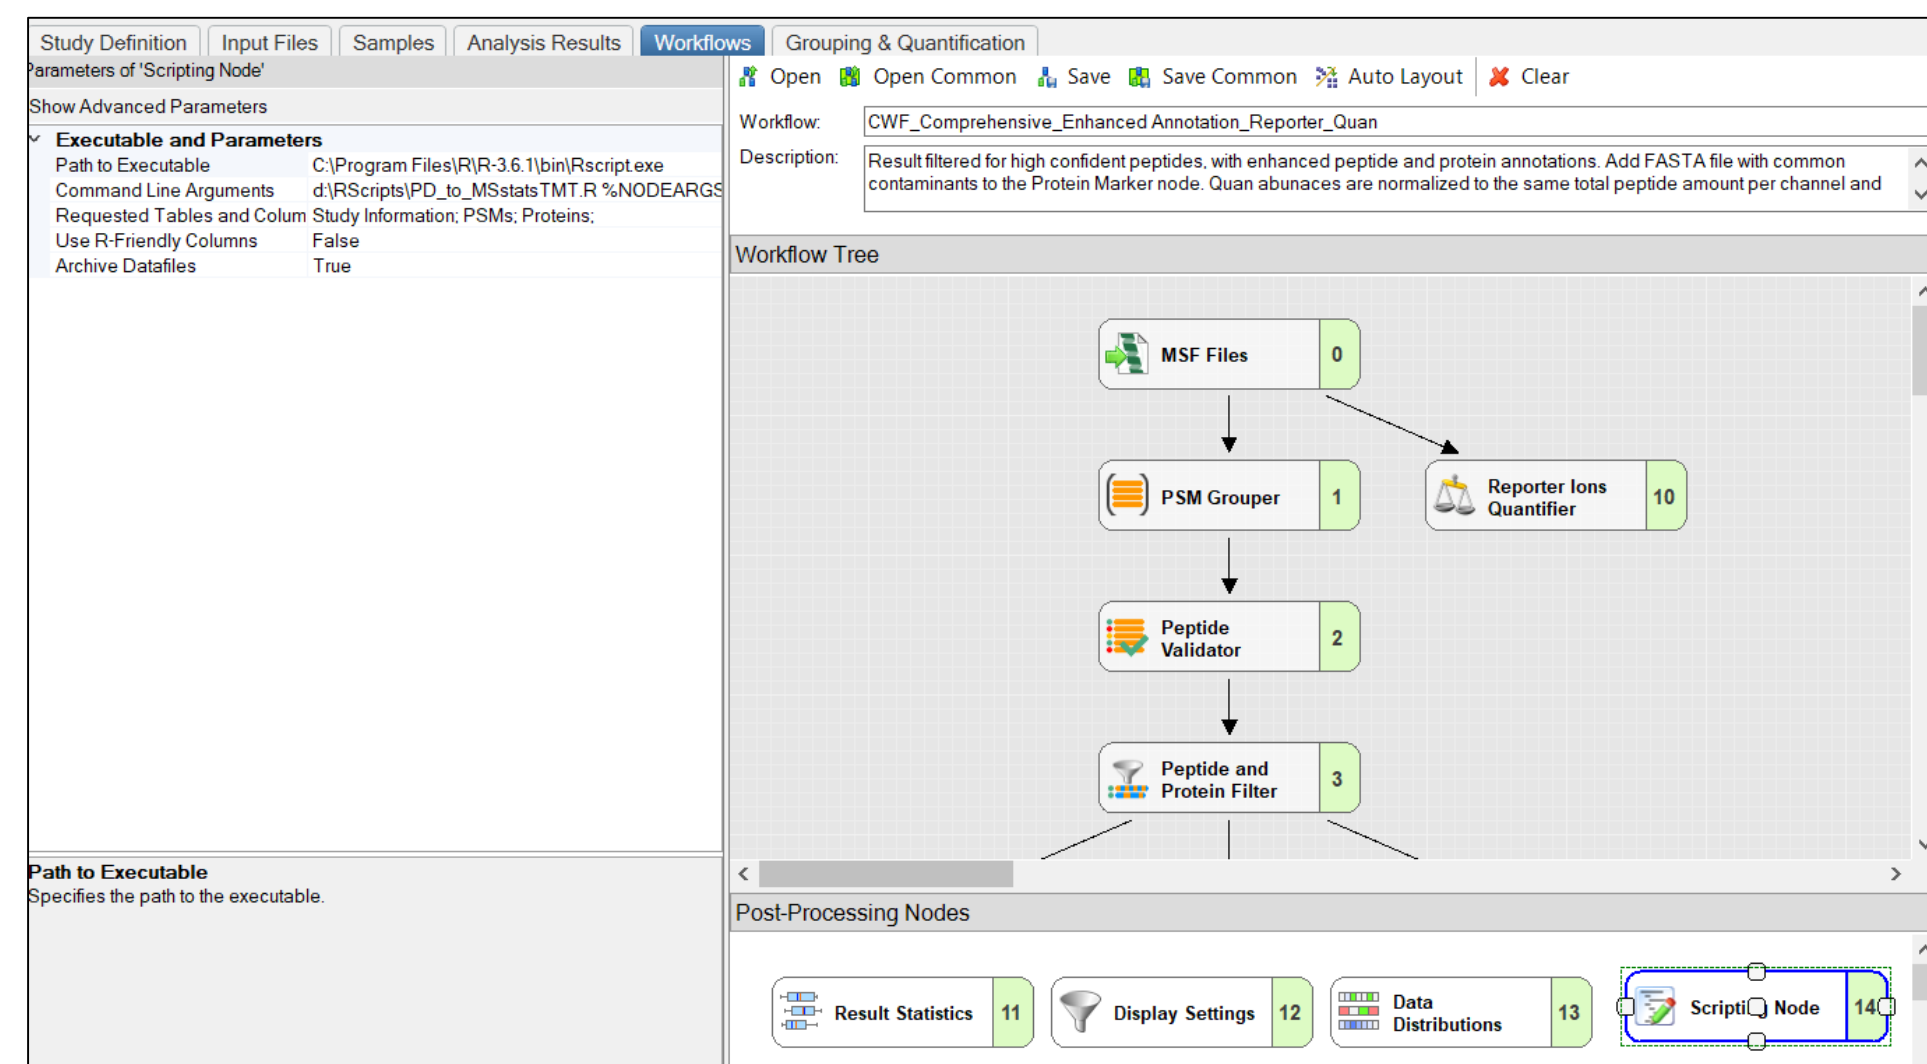 Study Definition Input Files Samples Analysis Results Workflows Grouping & Quantification
Parameters of 'Scripting Node'
Show Advanced Parameters
Executable and Parameters
Path to Executable C:\Program Files\R\R-3.6.1\bin\Rscript.exe
Command Line Arguments d:\RScripts\PD_to_MSstatsTMT.R %NODEARGS
Requested Tables and Colum Study Information; PSMs; Proteins;
Use R-Friendly Columns False
Archive Datafiles True
Path to Executable
Specifies the path to the executable.
Open Open Common Save Save Common Auto Layout Clear
Workflow: CWF_Comprehensive_Enhanced Annotation_Reporter_Quan
Description: Result filtered for high confident peptides, with enhanced peptide and protein annotations. Add FASTA file with common
contaminants to the Protein Marker node. Quan abunaces are normalized to the same total peptide amount per channel and
Workflow Tree
MSF Files 0
PSM Grouper 1
Reporter Ions
Quantifier 10
Peptide
Validator 2
Peptide and
Protein Filter 3
Post-Processing Nodes
Result Statistics 11
Display Settings 12
Data
Distributions 13
Scripting Node 14